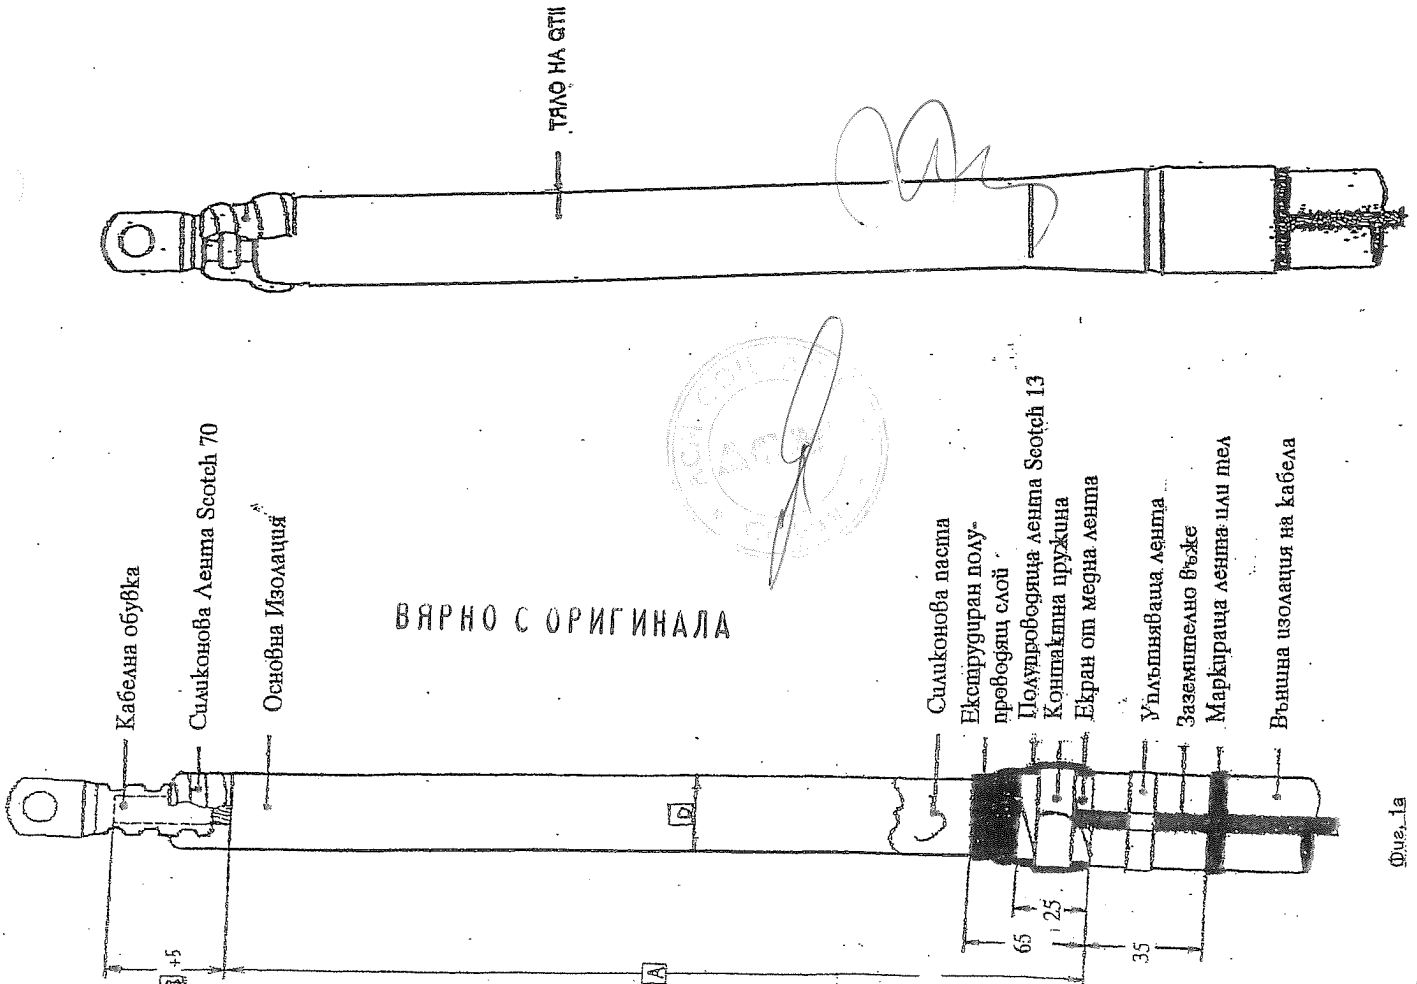 ТЯЛО НА QTII
Кабелна обувка
Силиконова Лента Scotch 70
Основна Изолация
ВЯРНО С ОРИГИНАЛА
Силиконова паста
Екструдиран полу-
проводящ слой
Полупроводяща лента Scotch 13
Контактна пружина
Екран от медна лента
Уплътняваща лента
Заземително въже
Маркираща лента или тел
Външна изолация на кабела
D
+5
A
65
25
35
Фиг. 1а